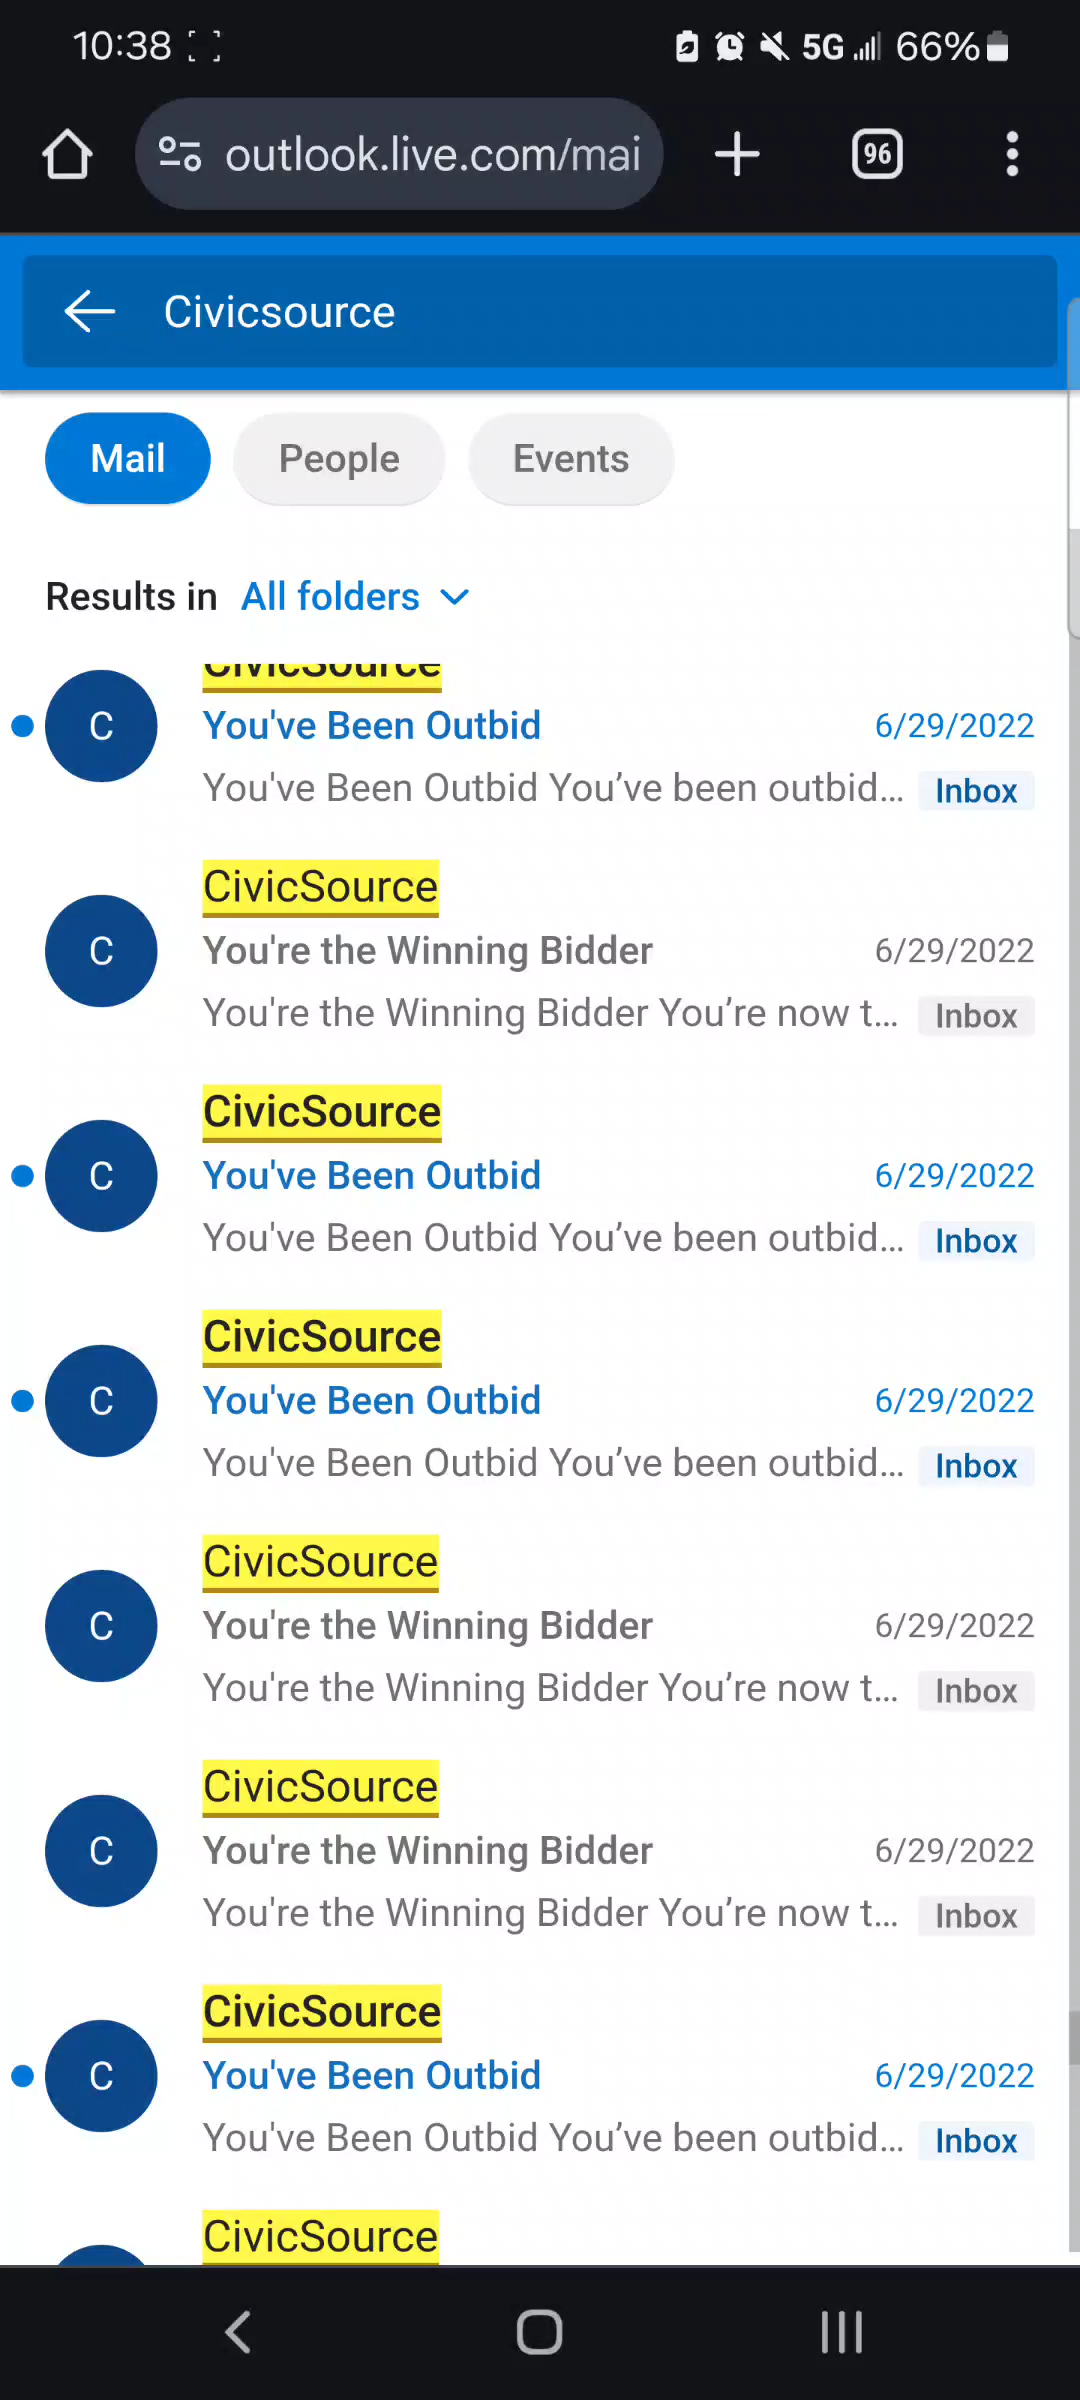 10:38
5G 66%
outlook.live.com/mai
96
Civicsource
Mail People Events
Results in All folders
CivicSource
C
You've Been Outbid 6/29/2022
You've Been Outbid You’ve been outbid... Inbox
CivicSource
C
You're the Winning Bidder 6/29/2022
You're the Winning Bidder You’re now t... Inbox
CivicSource
C
You've Been Outbid 6/29/2022
You've Been Outbid You’ve been outbid... Inbox
CivicSource
C
You've Been Outbid 6/29/2022
You've Been Outbid You’ve been outbid... Inbox
CivicSource
C
You're the Winning Bidder 6/29/2022
You're the Winning Bidder You’re now t... Inbox
CivicSource
C
You're the Winning Bidder 6/29/2022
You're the Winning Bidder You’re now t... Inbox
CivicSource
C
You've Been Outbid 6/29/2022
You've Been Outbid You’ve been outbid... Inbox
CivicSource